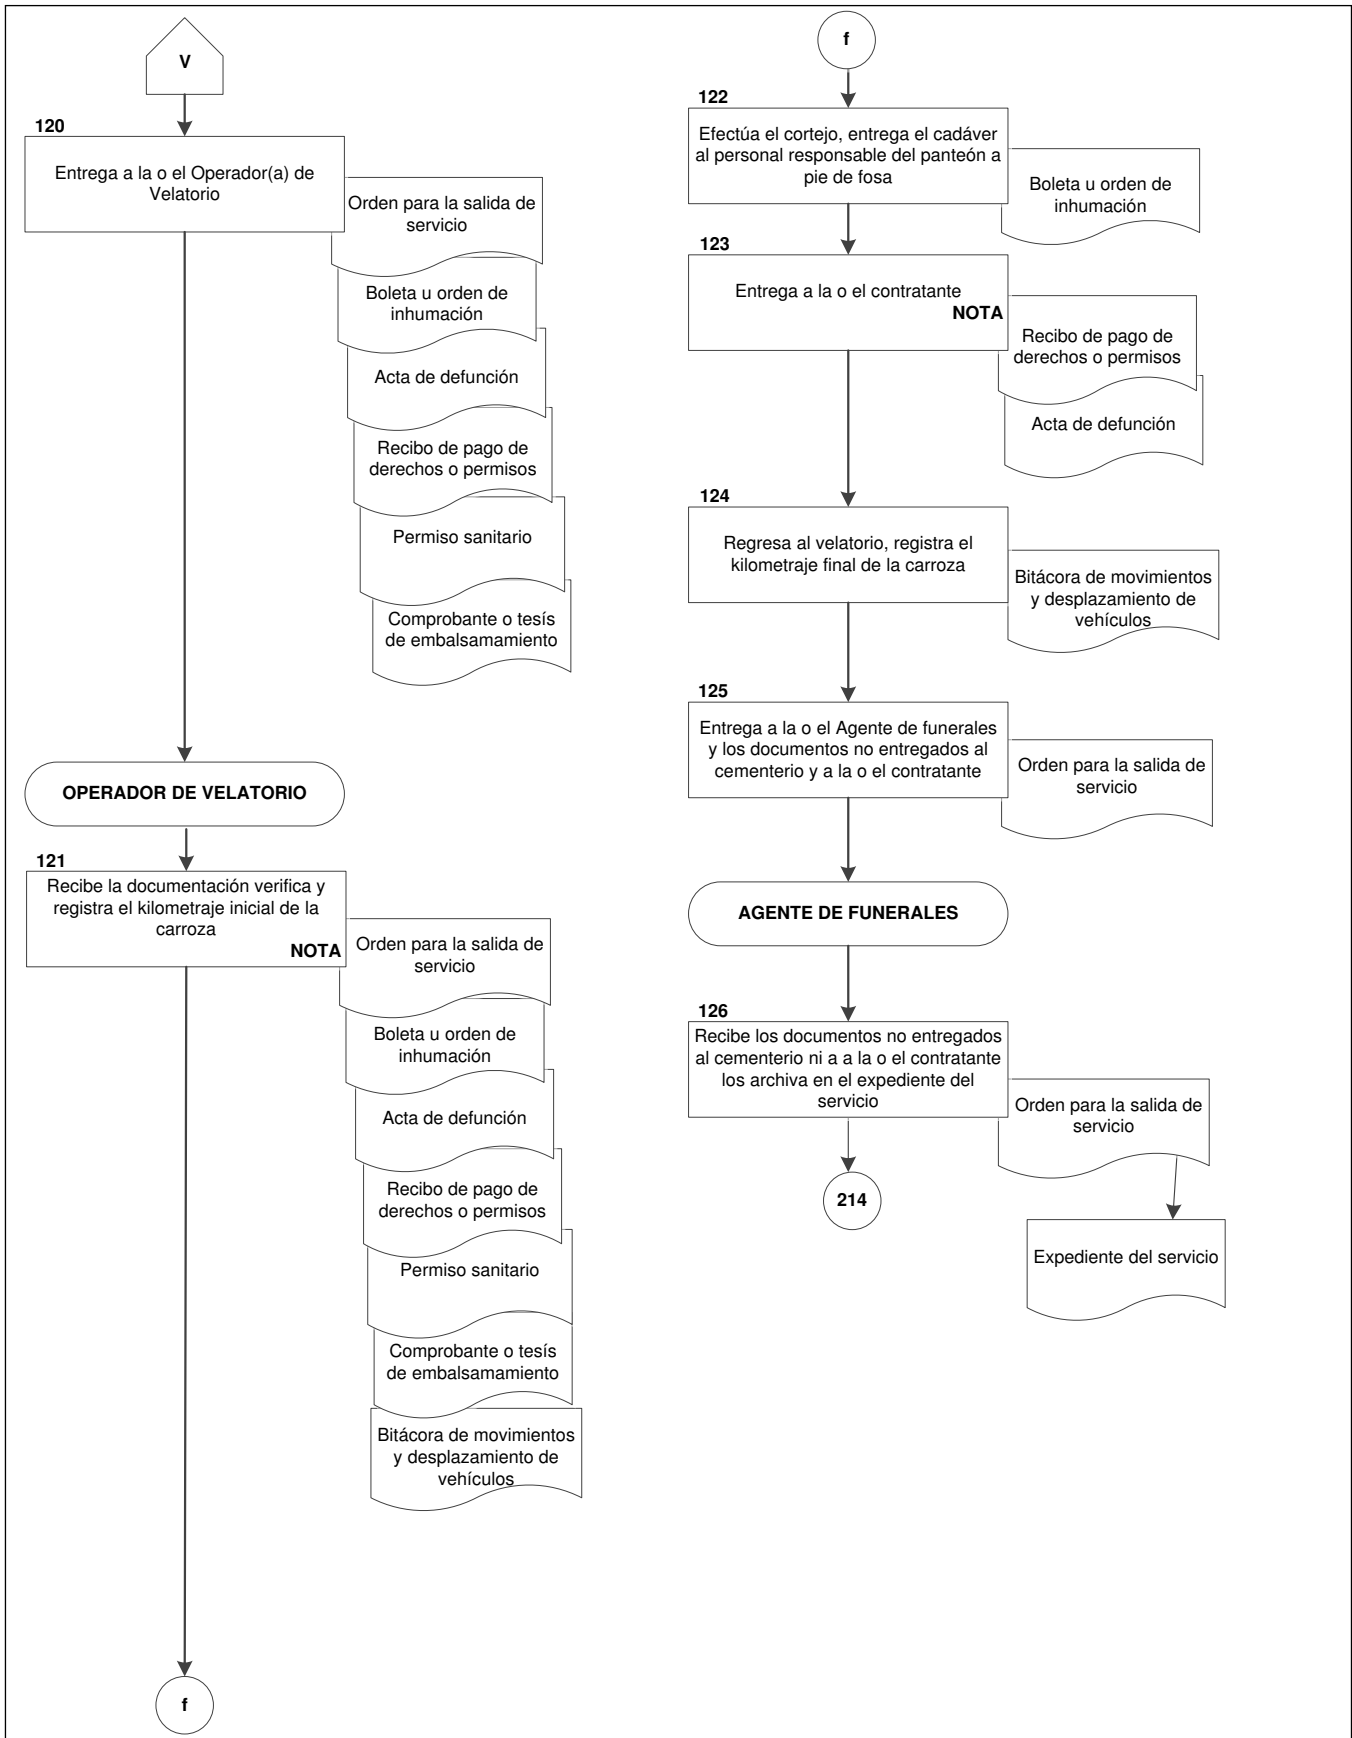 V
120
Entrega a la o el Operador(a) de
Velatorio
Orden para la salida de
servicio
Boleta u orden de
inhumación
Acta de defunción
Recibo de pago de
derechos o permisos
Permiso sanitario
Comprobante o tesís
de embalsamamiento
OPERADOR DE VELATORIO
121
Recibe la documentación verifica y
registra el kilometraje inicial de la
carroza
NOTA
Orden para la salida de
servicio
Boleta u orden de
inhumación
Acta de defunción
Recibo de pago de
derechos o permisos
Permiso sanitario
Comprobante o tesís
de embalsamamiento
Bitácora de movimientos
y desplazamiento de
vehículos
f
f
122
Efectúa el cortejo, entrega el cadáver
al personal responsable del panteón a
pie de fosa
Boleta u orden de
inhumación
123
Entrega a la o el contratante
NOTA
Recibo de pago de
derechos o permisos
Acta de defunción
124
Regresa al velatorio, registra el
kilometraje final de la carroza
Bitácora de movimientos
y desplazamiento de
vehículos
125
Entrega a la o el Agente de funerales
y los documentos no entregados al
cementerio y a la o el contratante
Orden para la salida de
servicio
AGENTE DE FUNERALES
126
Recibe los documentos no entregados
al cementerio ni a a la o el contratante
los archiva en el expediente del
servicio
Orden para la salida de
servicio
214
Expediente del servicio